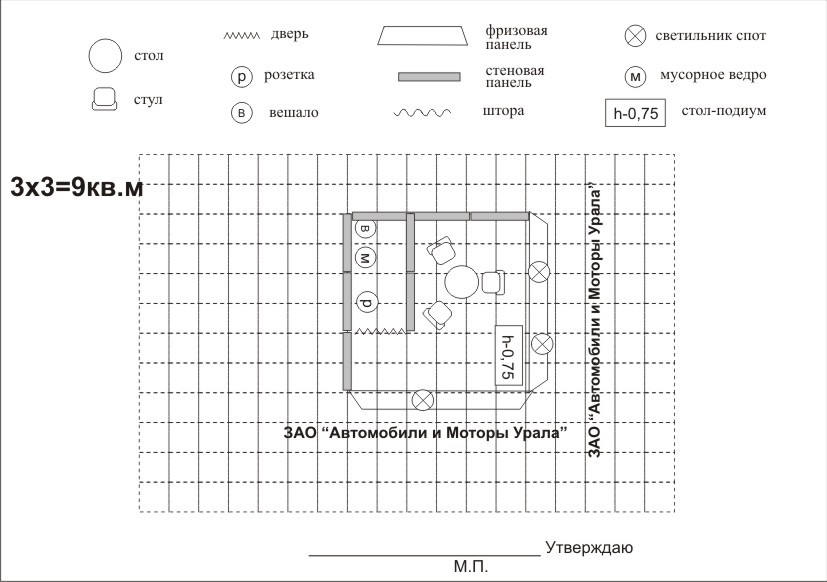 стол
стул
дверь
р розетка
в вешало
фризовая
панель
стеновая
панель
штора
светильник спот
м мусорное ведро
h-0,75 стол-подиум
3х3=9кв.м
в
м
р
h-0,75
ЗАО “Автомобили и Моторы Урала”
ЗАО “Автомобили и Моторы Урала”
Утверждаю
М.П.